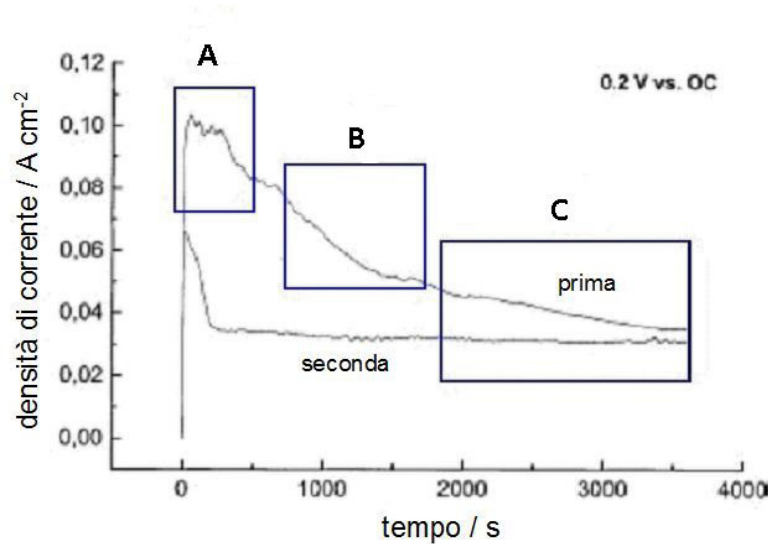 A
0.2 V vs. OC
B
C
prima
seconda
densità di corrente / A cm-2
0,12
0,10
0,08
0,06
0,04
0,02
0,00
0 1000 2000 3000 4000
tempo / s